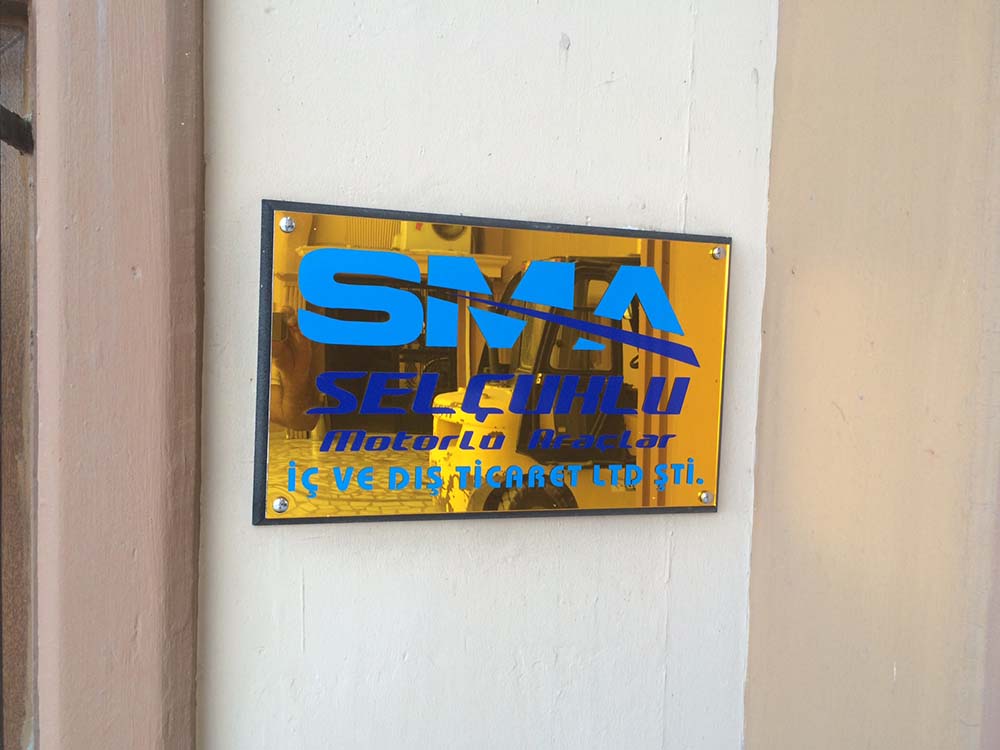 SMA
SELÇUKLU
Motorlu Araçlar
İÇ VE DIŞ TİCARET LTD ŞTİ.